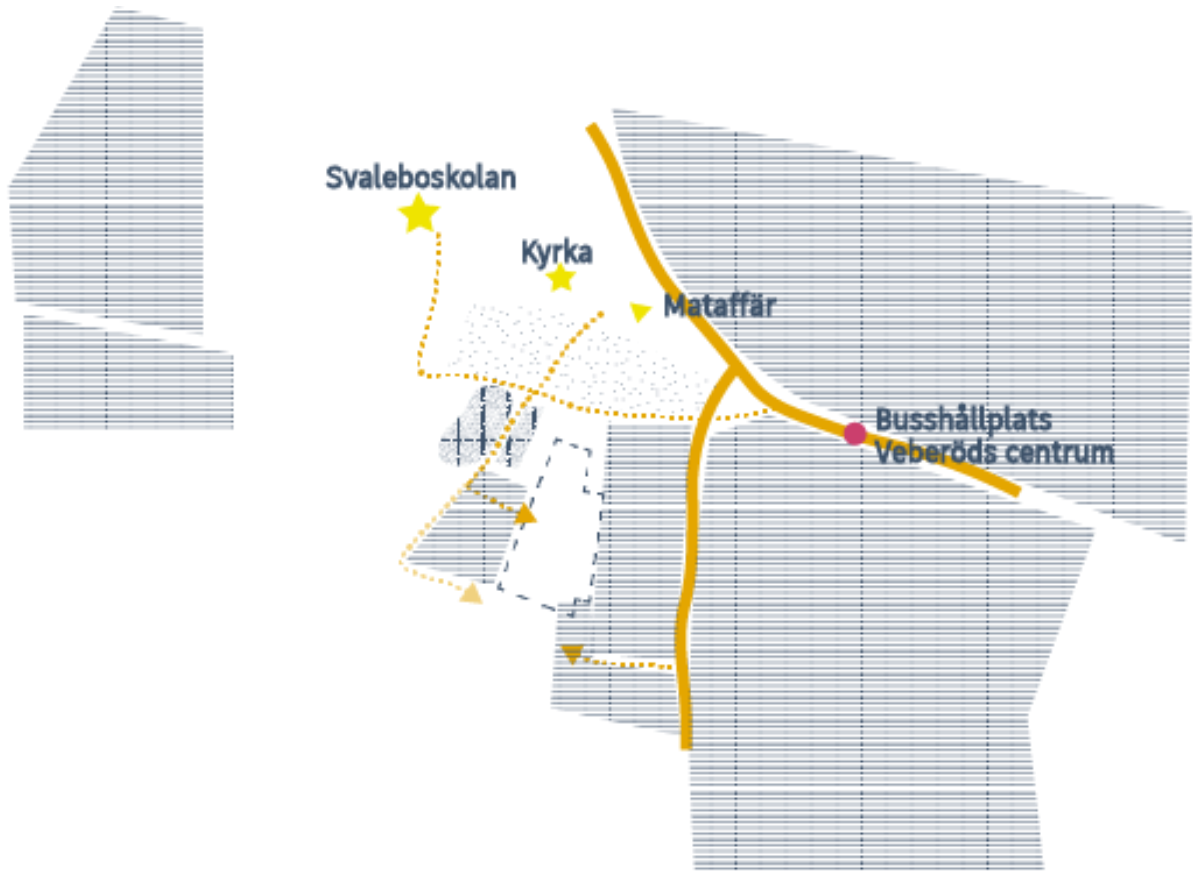 Svaleboskolan
Kyrka
Mataffär
Busshållplats
Veberöds centrum